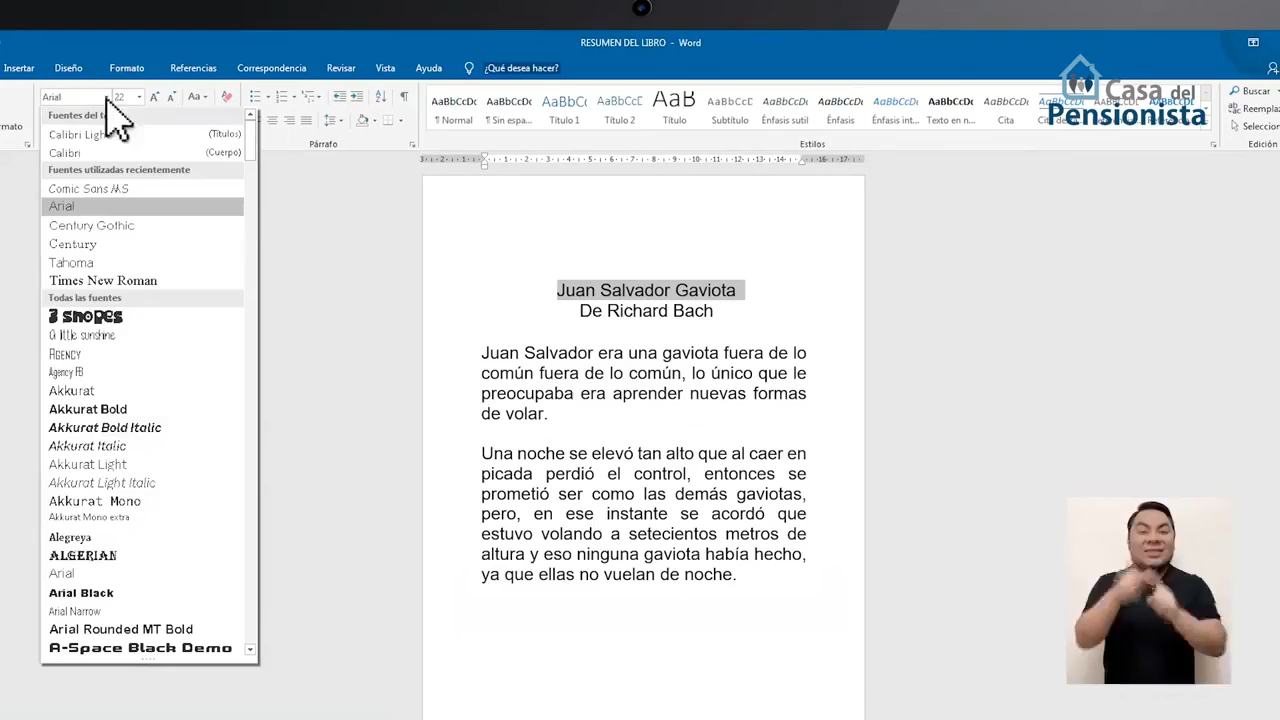 RESUMEN DEL LIBRO - Word
Insertar Diseño Formato Referencias Correspondencia Revisar Vista Ayuda ¿Qué desea hacer?
Casa del
Pensionista
Arial 22 Aa
Buscar
Reemplaz
Seleccion
Edición
AaBbCcDc AaBbCcDc AaBbCc AaBbCcD AaB AaBbCcD AaBbCcDc AaBbCcDc AaBbCcDc AaBbCcDc AaBbCcDc
¶ Normal ¶ Sin espa... Título 1 Título 2 Título Subtítulo Énfasis Énfasis Énfasis int... Texto en n... Cita
Párrafo Estilos
Fuentes del t
Calibri Ligh (Títulos)
Calibri (Cuerpo)
Fuentes utilizadas recientemente
Comic Sans MS
Arial
Century Gothic
Century
Tahoma
Times New Roman
Todas las fuentes
A little sunshine
Agency
Agency FB
Akkurat
Akkurat Bold
Akkurat Bold Italic
Akkurat Italic
Akkurat Light
Akkurat Light Italic
Akkurat Mono
Akkurat Mono extra
Alegreya
ALGERIAN
Arial
Arial Black
Arial Narrow
Arial Rounded MT Bold
A-Space Black Demo
Juan Salvador Gaviota
De Richard Bach
Juan Salvador era una gaviota fuera de lo
común fuera de lo común, lo único que le
preocupaba era aprender nuevas formas
de volar.
Una noche se elevó tan alto que al caer en
picada perdió el control, entonces se
prometió ser como las demás gaviotas,
pero, en ese instante se acordó que
estuvo volando a setecientos metros de
altura y eso ninguna gaviota había hecho,
ya que ellas no vuelan de noche.